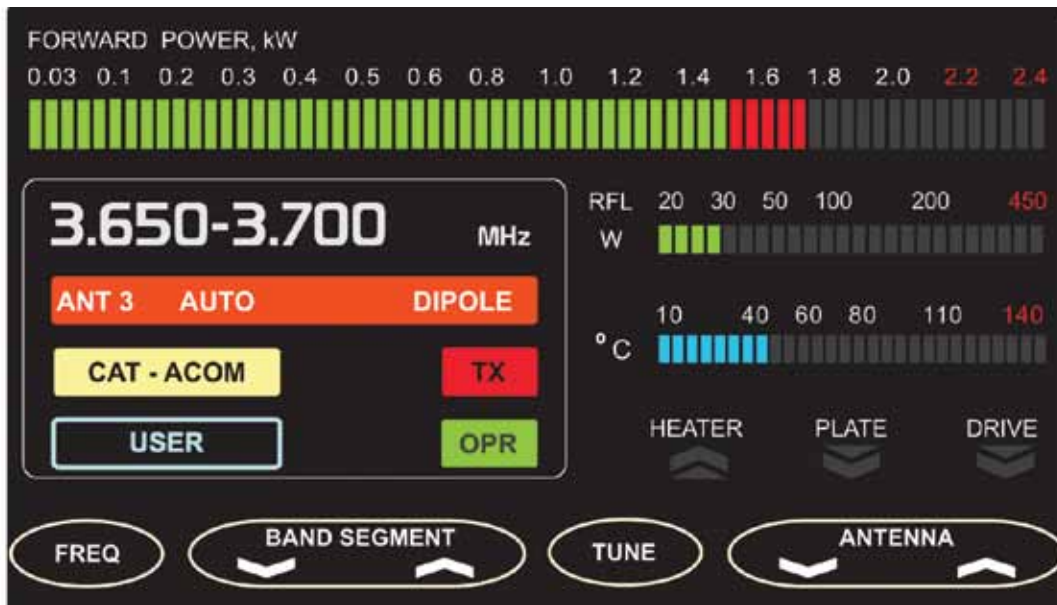 FORWARD POWER, kW
0.03 0.1 0.2 0.3 0.4 0.5 0.6 0.8 1.0 1.2 1.4 1.6 1.8 2.0 2.2 2.4
3.650-3.700 MHz
ANT 3 AUTO DIPOLE
CAT - ACOM TX
USER OPR
RFL 20 30 50 100 200 450
W
10 40 60 80 110 140
°C
HEATER PLATE DRIVE
FREQ BAND SEGMENT TUNE ANTENNA